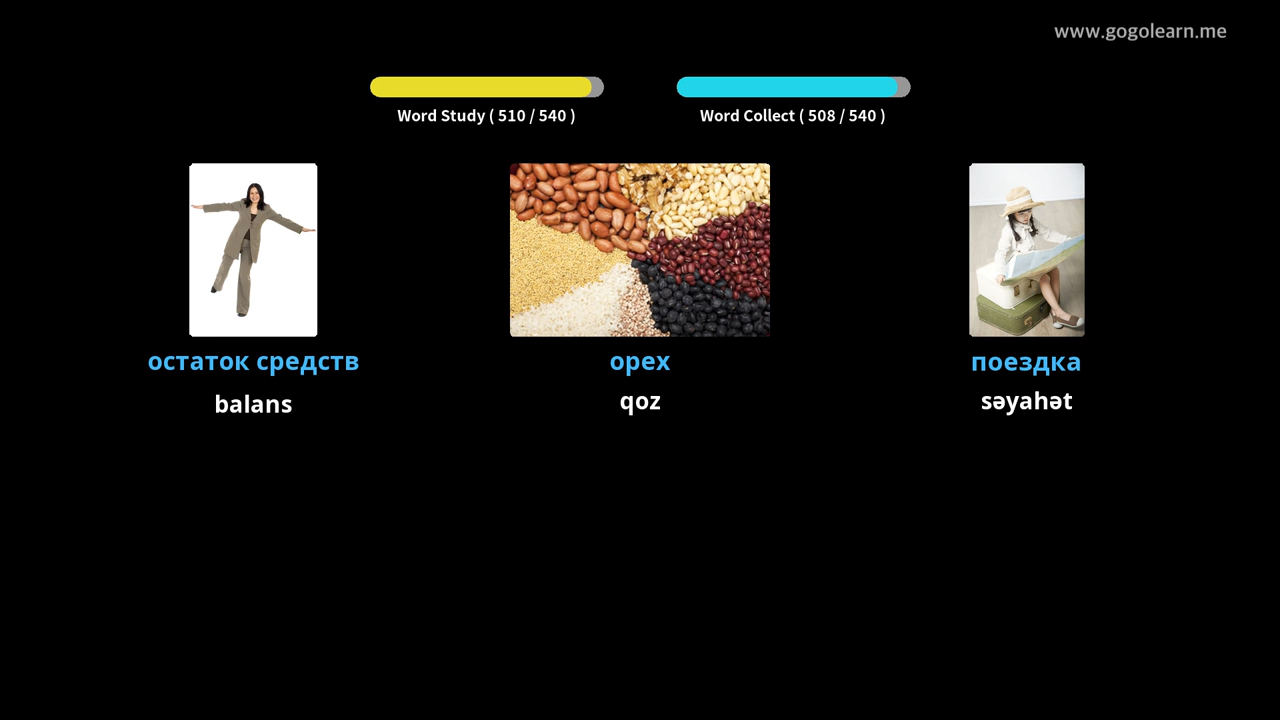 www.gogolearn.me
Word Study ( 510 / 540 )
Word Collect ( 508 / 540 )
остаток средств
balans
орех
qoz
поездка
səyahət